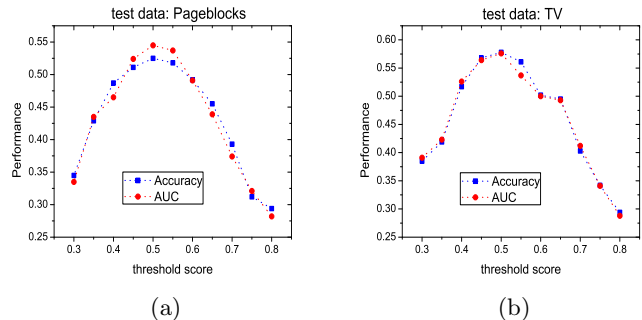 test data: Pageblocks
Performance
0.55
0.50
0.45
0.40
0.35
0.30
0.25
Accuracy
AUC
0.3 0.4 0.5 0.6 0.7 0.8
threshold score
(a)
test data: TV
Performance
0.60
0.55
0.50
0.45
0.40
0.35
0.30
0.25
Accuracy
AUC
0.3 0.4 0.5 0.6 0.7 0.8
threshold score
(b)